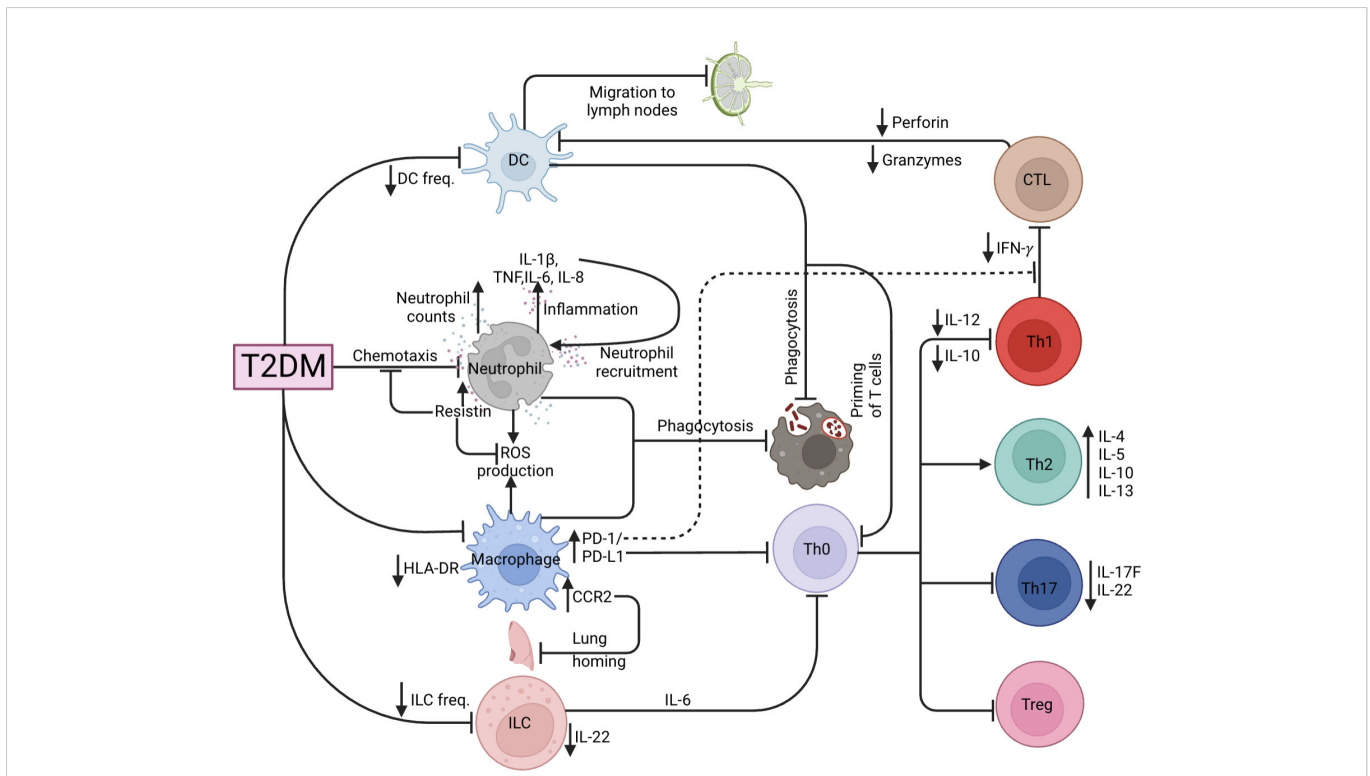 Migration to
lymph nodes
Perforin
Granzymes
DC
DC freq.
CTL
IFN-γ
IL-1β,
TNF,IL-6, IL-8
Neutrophil
counts
Inflammation
Neutrophil
recruitment
Phagocytosis
Priming
of T cells
IL-12
IL-10
Th1
T2DM
Chemotaxis
Neutrophil
Resistin
Phagocytosis
ROS
production
Th2
IL-4
IL-5
IL-10
IL-13
HLA-DR
Macrophage
PD-1/
PD-L1
CCR2
Th0
Th17
IL-17F
IL-22
Lung
homing
ILC freq.
ILC
IL-22
IL-6
Treg